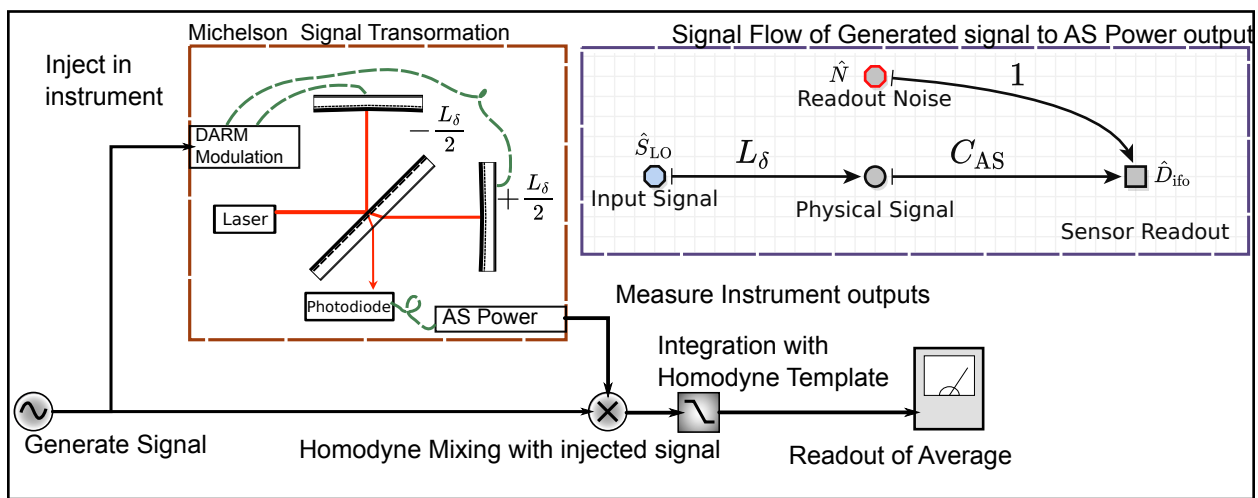 Michelson Signal Transormation
Signal Flow of Generated signal to AS Power output
Inject in
instrument
DARM
Modulation
− L_δ/2
+ L_δ/2
Laser
Photodiode
AS Power
N̂
Readout Noise
1
Ŝ_LO
L_δ
C_AS
D̂_ifo
Input Signal
Physical Signal
Sensor Readout
Measure Instrument outputs
Integration with
Homodyne Template
Generate Signal
Homodyne Mixing with injected signal
Readout of Average